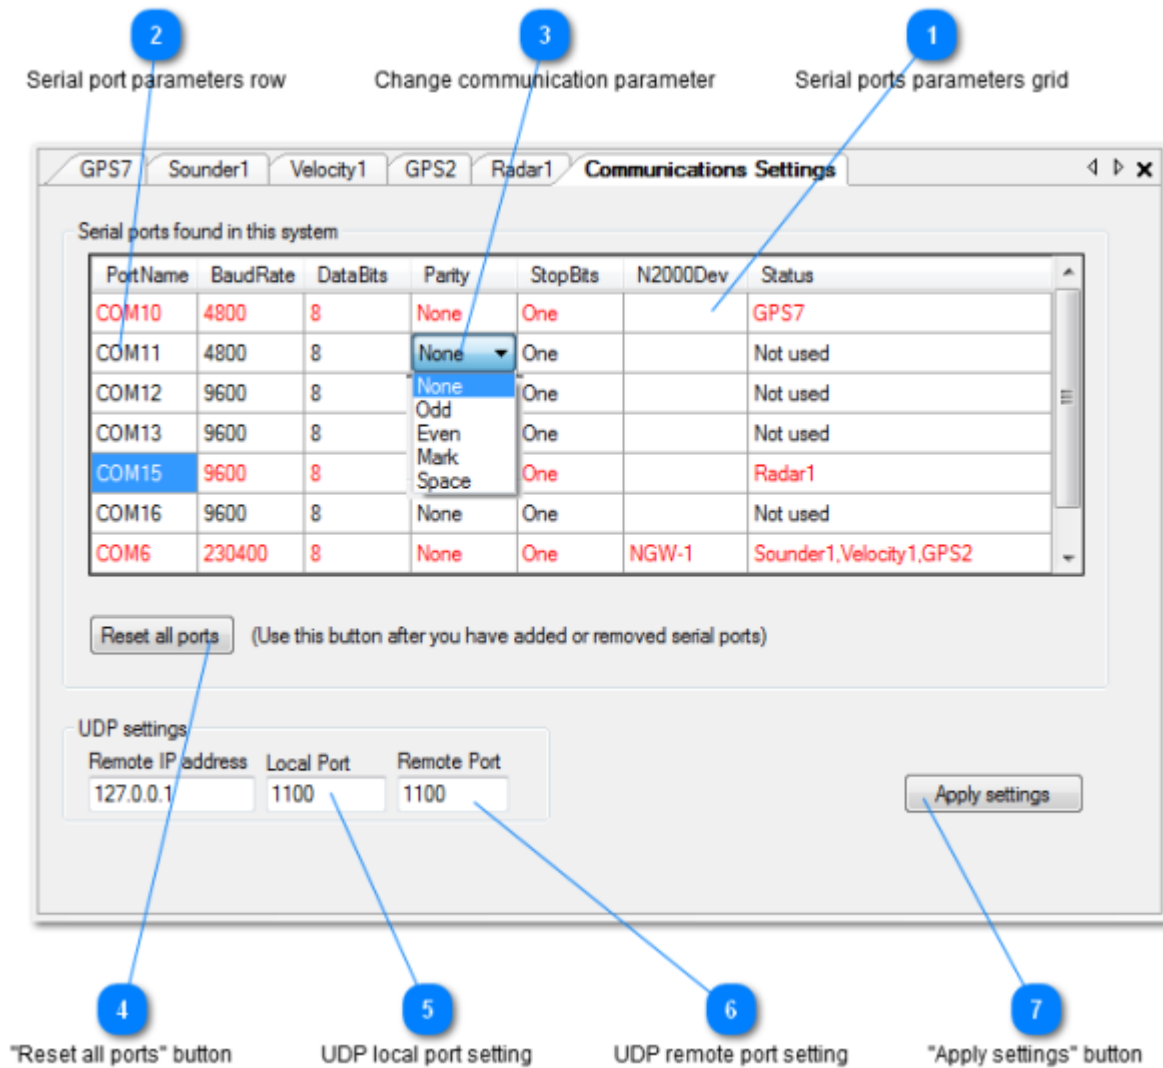 2 3 1
Serial port parameters row Change communication parameter Serial ports parameters grid
GPS7 Sounder1 Velocity1 GPS2 Radar1 Communications Settings
Serial ports found in this system
PortName BaudRate DataBits Parity StopBits N2000Dev Status
COM10 4800 8 None One GPS7
COM11 4800 8 None One Not used
COM12 9600 8 None One Not used
Odd
COM13 9600 8 Even One Not used
Mark
COM15 9600 8 Space One Radar1
COM16 9600 8 None One Not used
COM6 230400 8 None One NGW-1 Sounder1,Velocity1,GPS2
Reset all ports (Use this button after you have added or removed serial ports)
UDP settings
Remote IP address Local Port Remote Port
127.0.0.1 1100 1100 Apply settings
4 5 6 7
"Reset all ports" button UDP local port setting UDP remote port setting "Apply settings" button